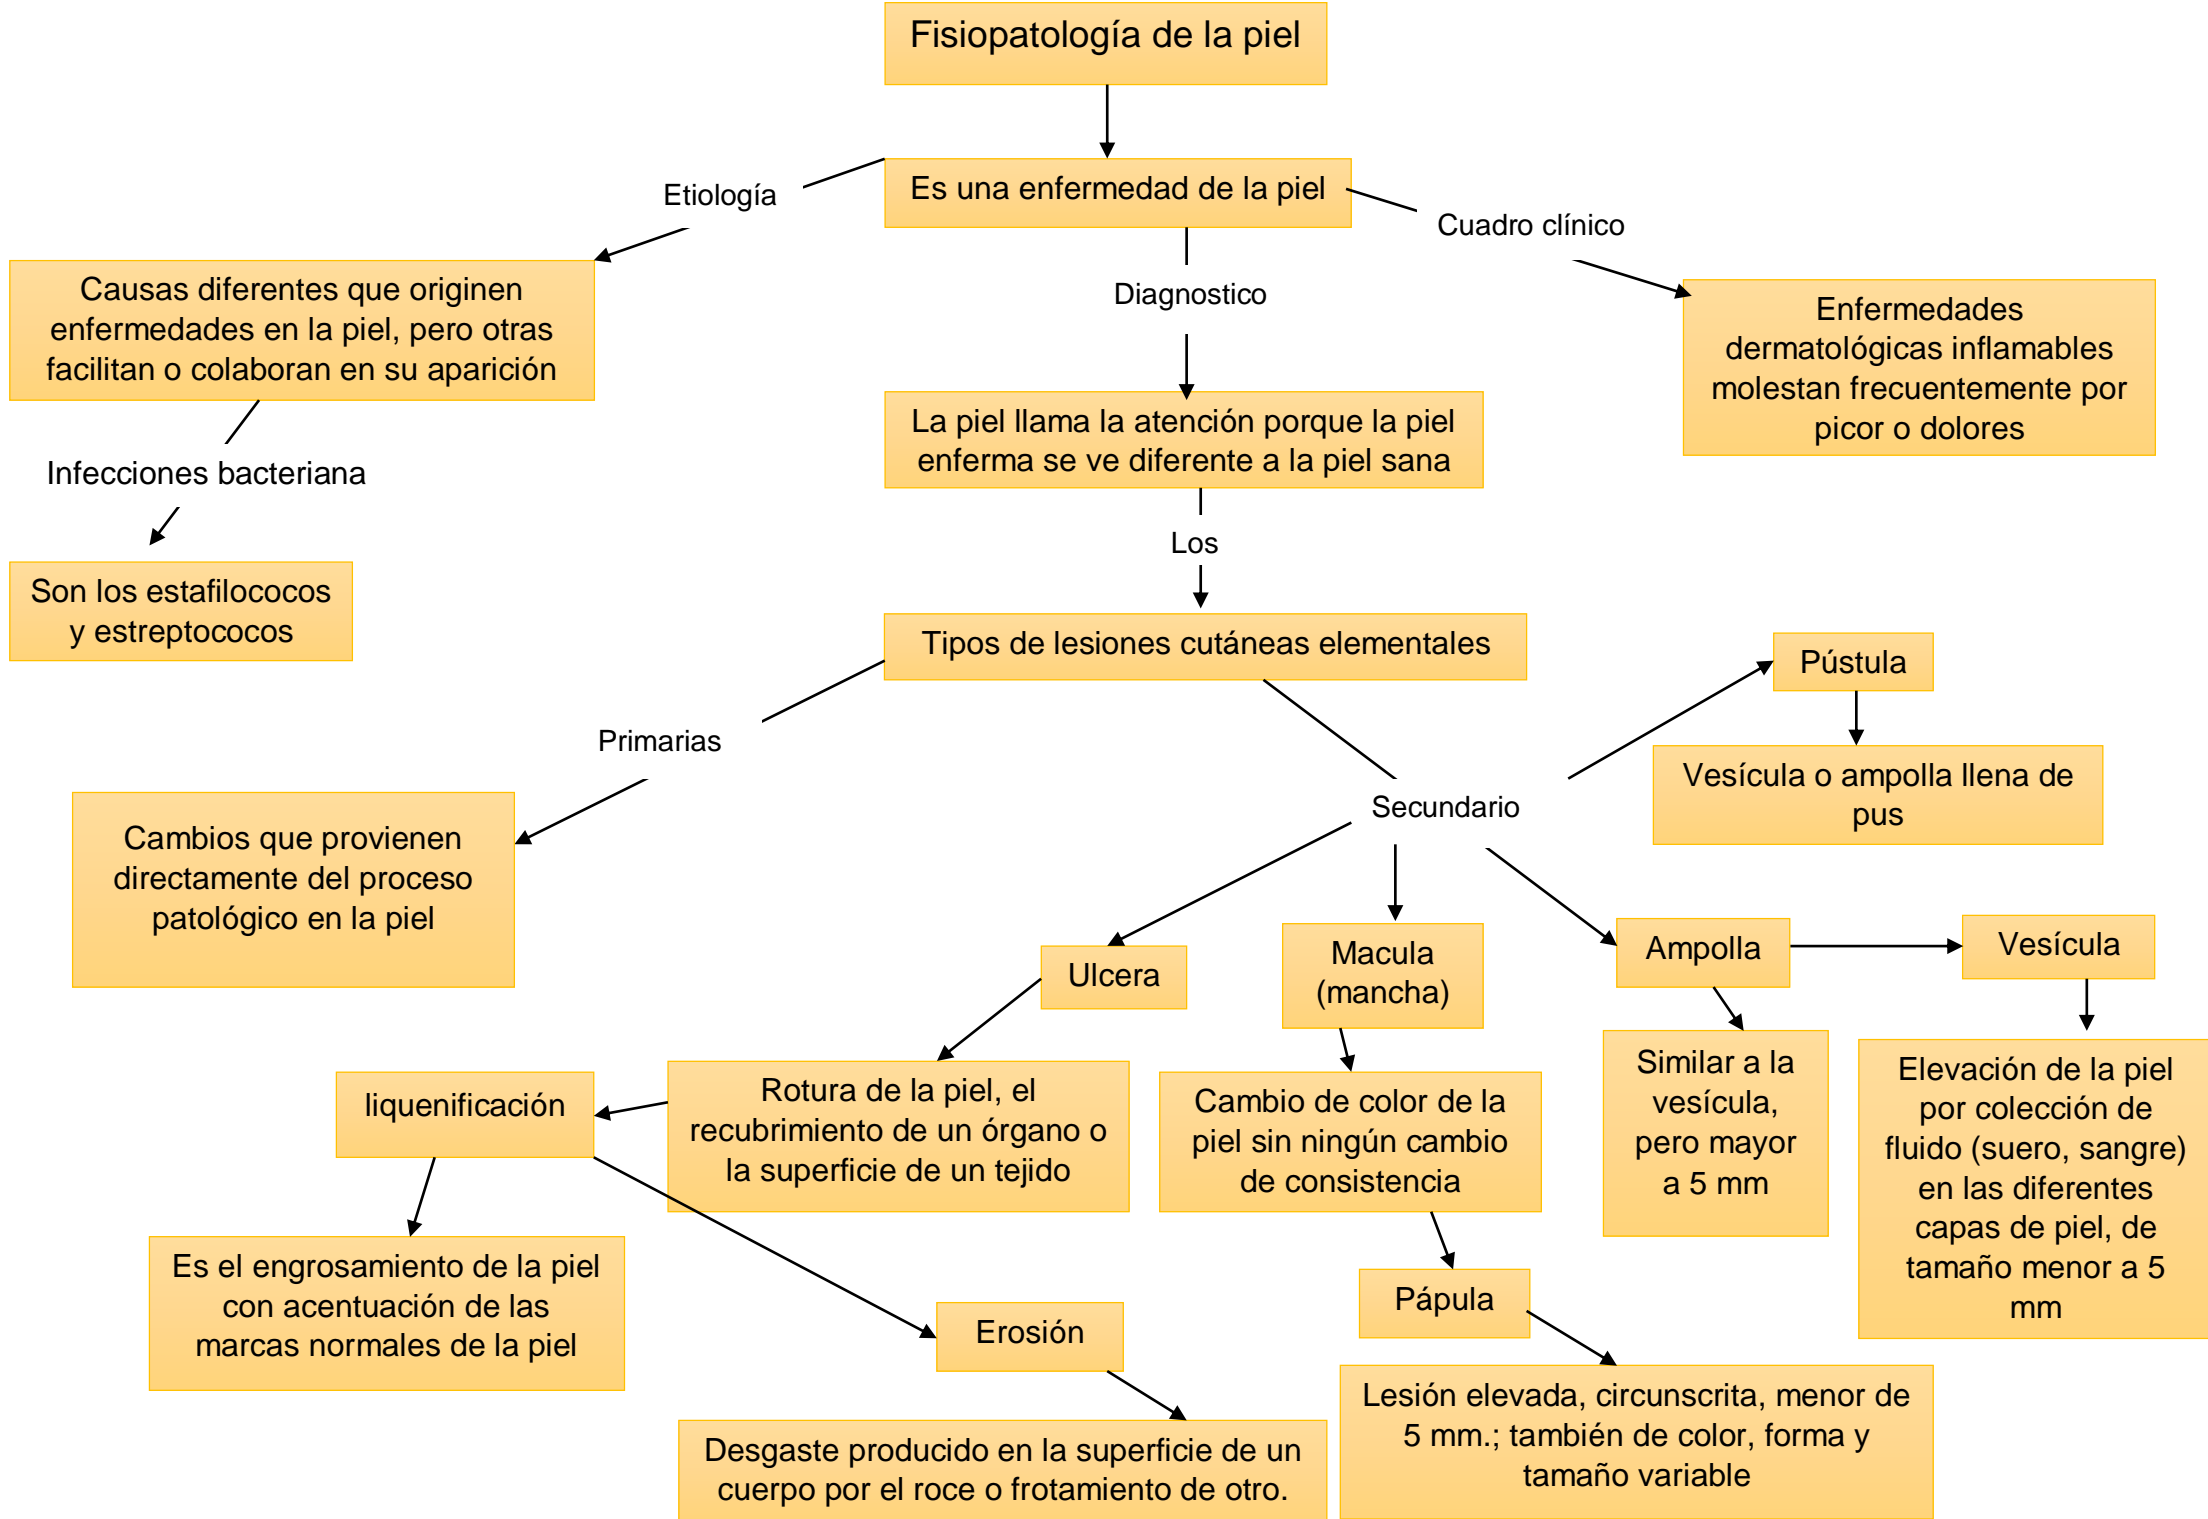 Fisiopatología de la piel
Es una enfermedad de la piel
Etiología
Cuadro clínico
Diagnostico
Causas diferentes que originen
enfermedades en la piel, pero otras
facilitan o colaboran en su aparición
Enfermedades
dermatológicas inflamables
molestan frecuentemente por
picor o dolores
La piel llama la atención porque la piel
enferma se ve diferente a la piel sana
Infecciones bacteriana
Los
Son los estafilococos
y estreptococos
Tipos de lesiones cutáneas elementales
Pústula
Primarias
Vesícula o ampolla llena de
pus
Secundario
Cambios que provienen
directamente del proceso
patológico en la piel
Ulcera
Macula
(mancha)
Ampolla
Vesícula
liquenificación
Rotura de la piel, el
recubrimiento de un órgano o
la superficie de un tejido
Cambio de color de la
piel sin ningún cambio
de consistencia
Similar a la
vesícula,
pero mayor
a 5 mm
Elevación de la piel
por colección de
fluido (suero, sangre)
en las diferentes
capas de piel, de
tamaño menor a 5
mm
Es el engrosamiento de la piel
con acentuación de las
marcas normales de la piel
Erosión
Pápula
Desgaste producido en la superficie de un
cuerpo por el roce o frotamiento de otro.
Lesión elevada, circunscrita, menor de
5 mm.; también de color, forma y
tamaño variable